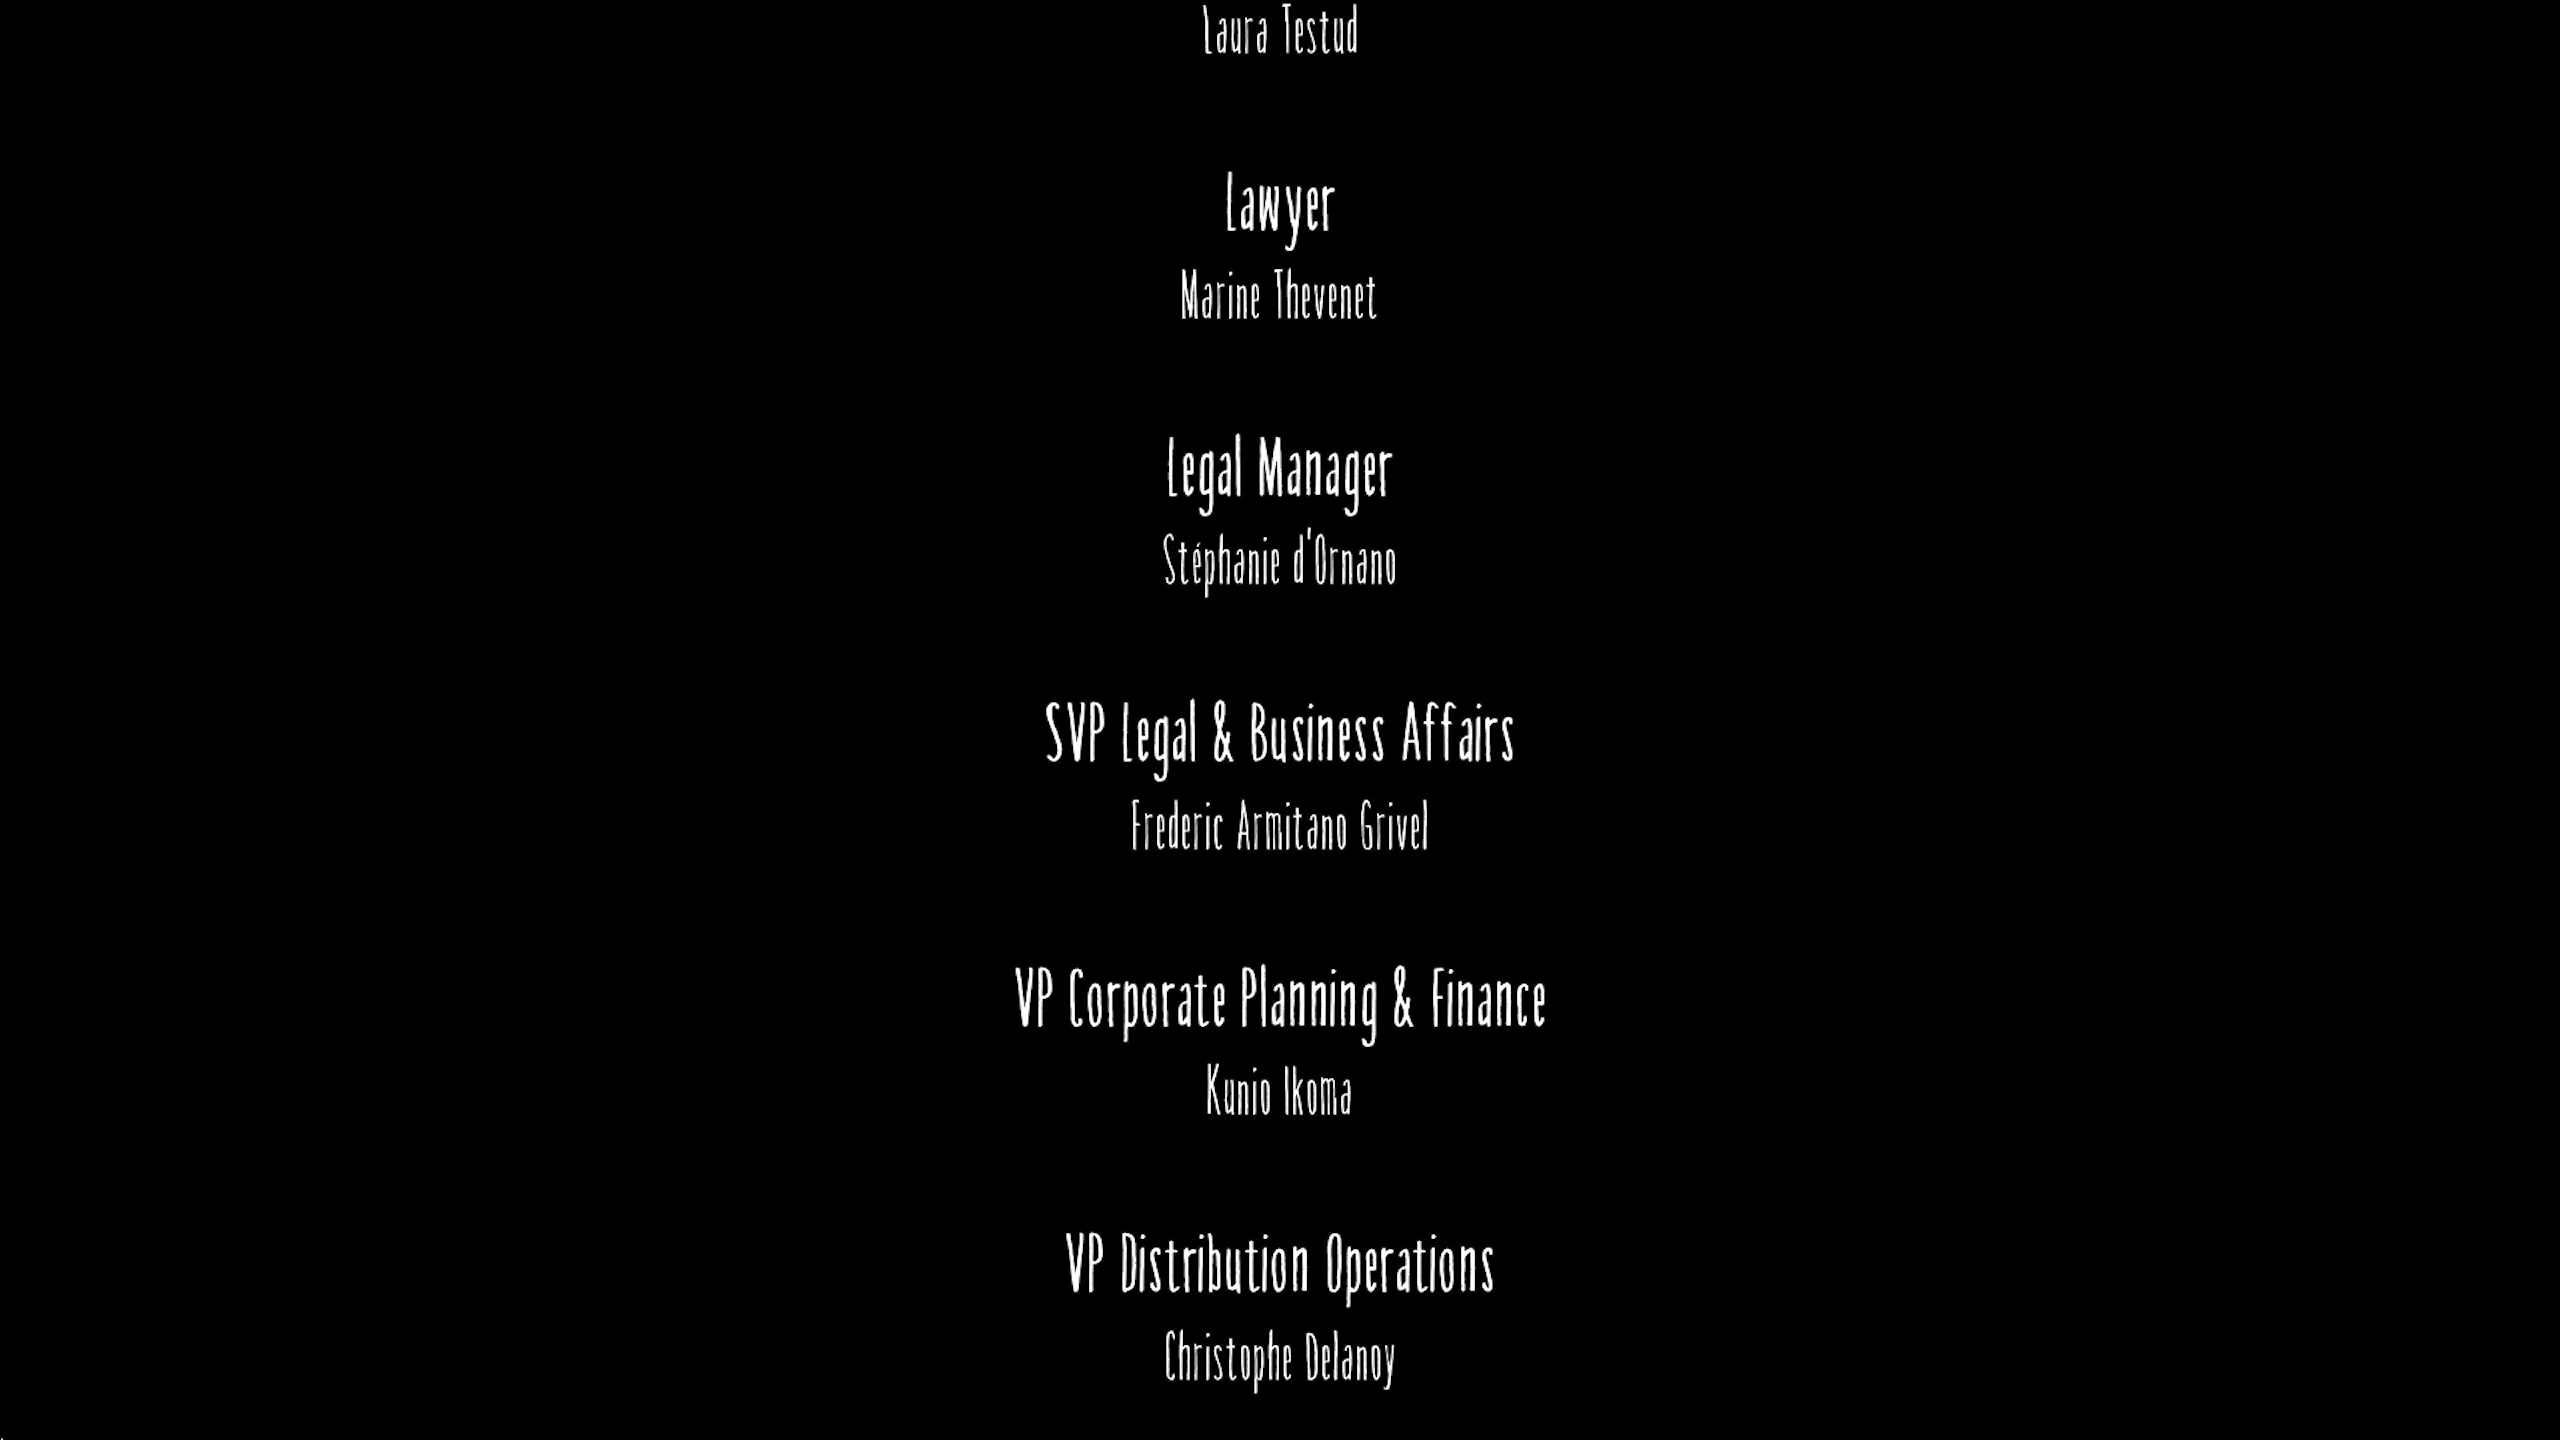 Laura Testud
Lawyer
Marine Thevenet
Legal Manager
Stéphanie d'Ornano
SVP Legal & Business Affairs
Frederic Armitano Grivel
VP Corporate Planning & Finance
Kunio Ikoma
VP Distribution Operations
Christophe Delanoy